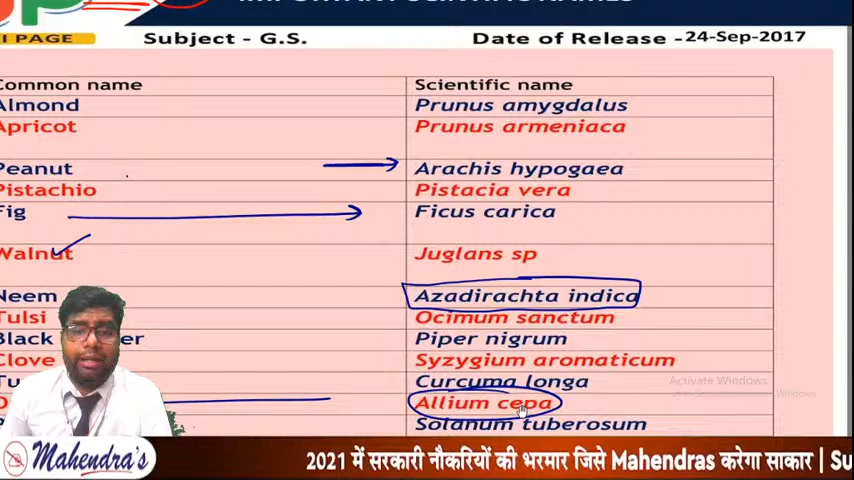 I PAGE Subject - G.S. Date of Release -24-Sep-2017
Common name Scientific name
Almond Prunus amygdalus
Apricot Prunus armeniaca
Peanut Arachis hypogaea
Pistachio Pistacia vera
Fig Ficus carica
Walnut Juglans sp
Neem Azadirachta indica
Tulsi Ocimum sanctum
Black Piper nigrum
Clove Syzygium aromaticum
Curcuma longa
Allium cepa
Solanum tuberosum
Activate Windows
Mahendra's 2021 में सरकारी नौकरियों की भरमार जिसे Mahendras करेगा साकार | Su